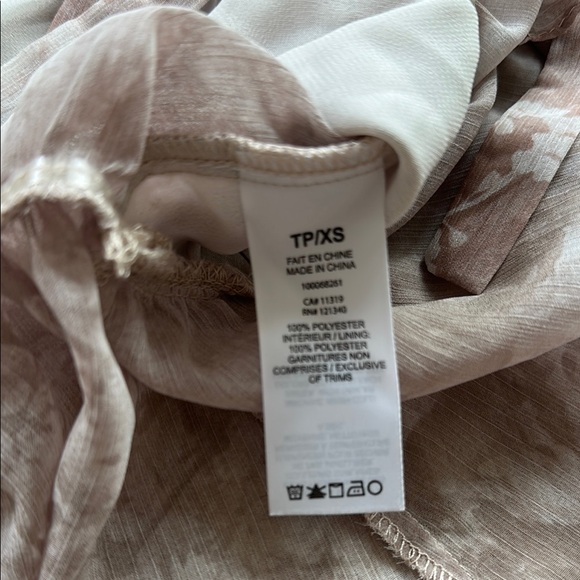 TP/XS
FAIT EN CHINE
MADE IN CHINA
100068261
CA# 11319
RN# 121340
100% POLYESTER
INTÉRIEUR / LINING:
100% POLYESTER
GARNITURES NON
COMPRISES / EXCLUSIVE
OF TRIMS